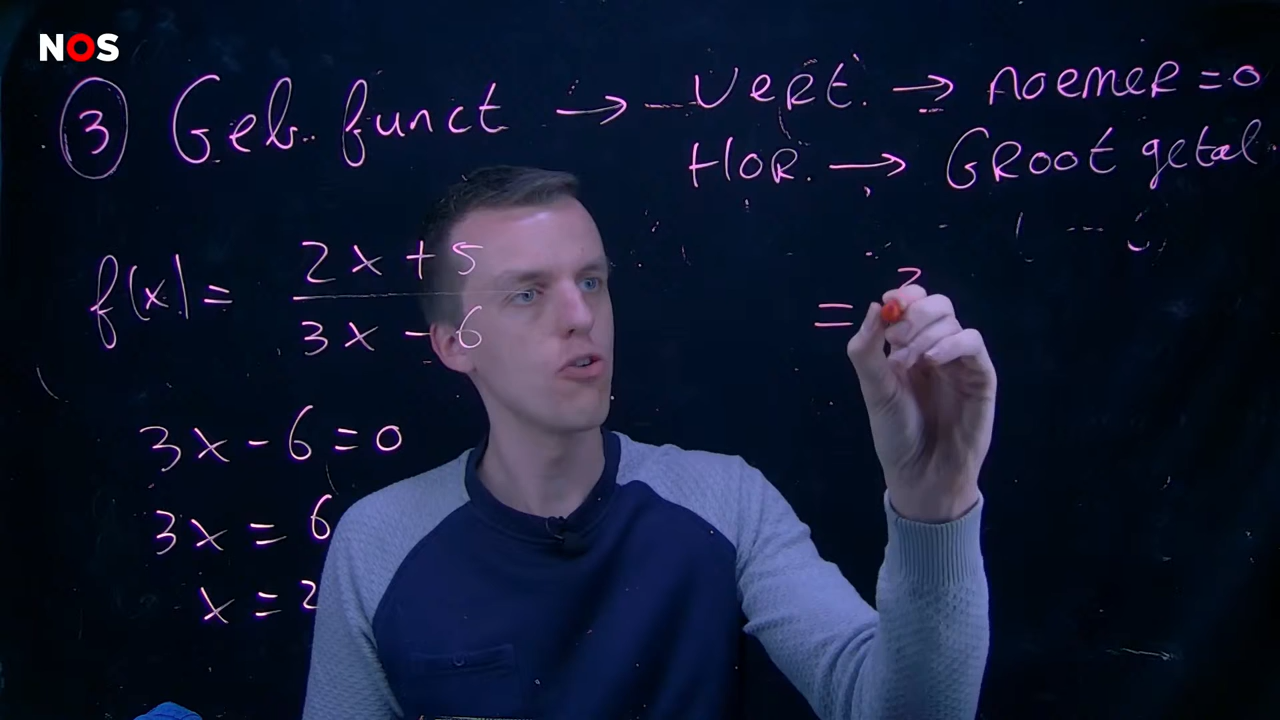 NOS
③ Geb. funct → Vert. → noemer = 0
Hor. → Groot getal
f(x) = 2x + 5
3x - 6
=
3x - 6 = 0
3x = 6
x = 2